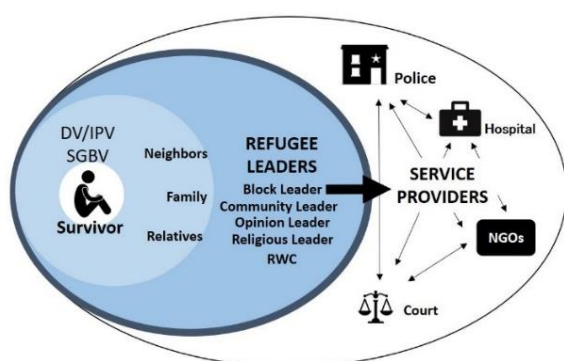 DV/IPV
SGBV
Survivor
Neighbors
Family
Relatives
REFUGEE
LEADERS
Block Leader
Community Leader
Opinion Leader
Religious Leader
RWC
Police
Hospital
SERVICE
PROVIDERS
NGOs
Court